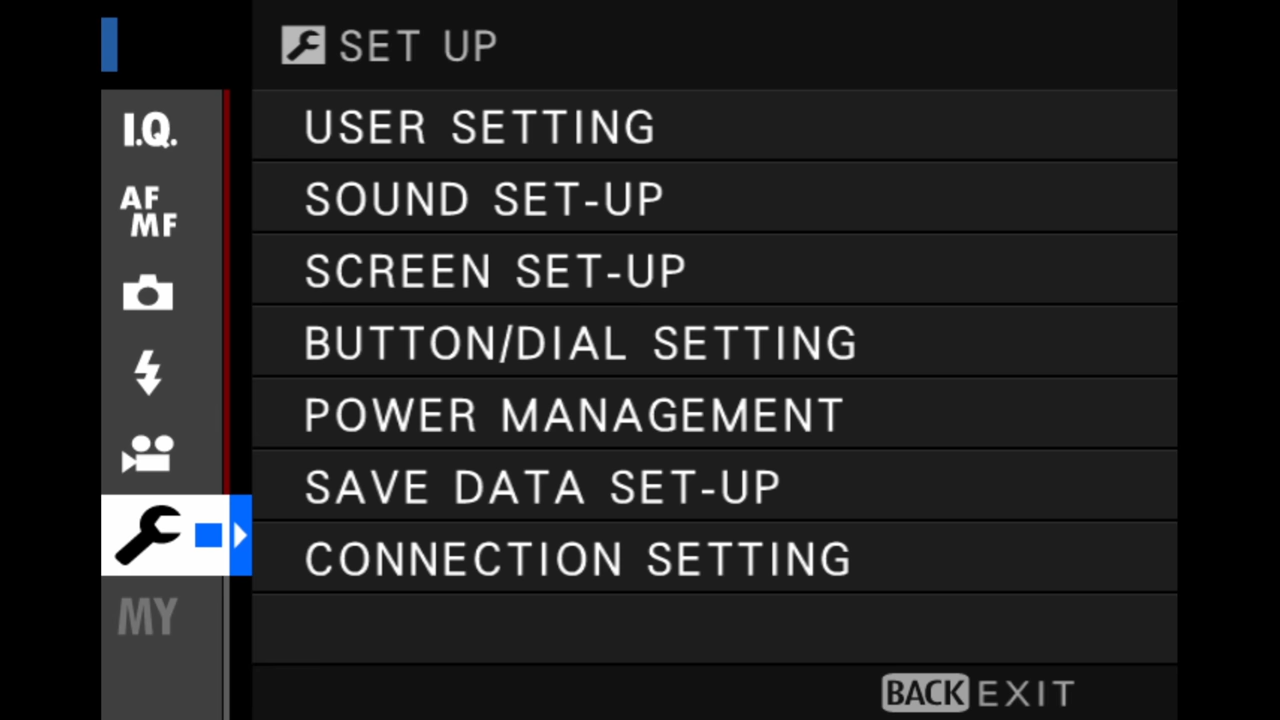 SET UP
I.Q.
AF
MF
MY
USER SETTING
SOUND SET-UP
SCREEN SET-UP
BUTTON/DIAL SETTING
POWER MANAGEMENT
SAVE DATA SET-UP
CONNECTION SETTING
BACK EXIT